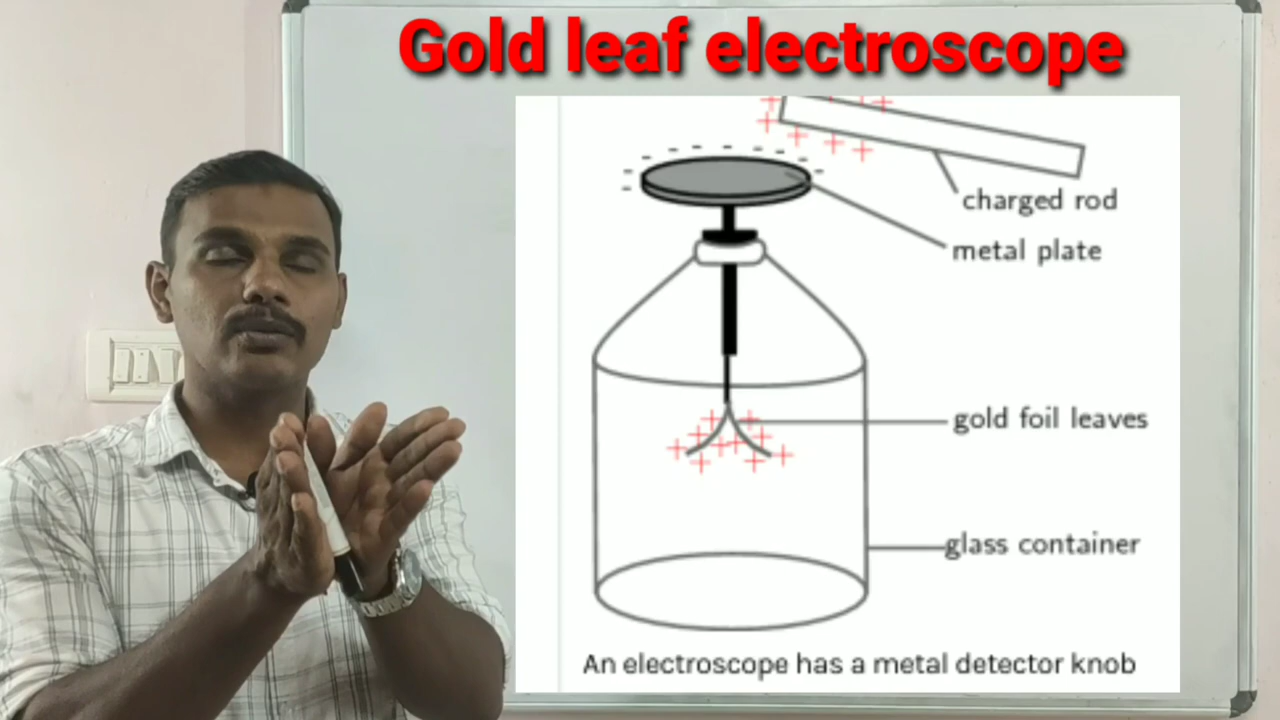 Gold leaf electroscope
charged rod
metal plate
gold foil leaves
glass container
An electroscope has a metal detector knob